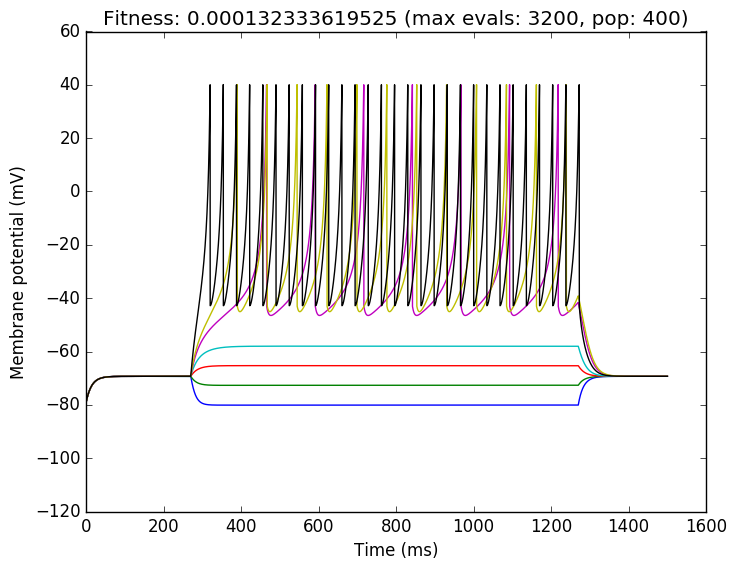 Fitness: 0.000132333619525 (max evals: 3200, pop: 400)
60
40
20
0
−20
−40
−60
−80
−100
−120
Membrane potential (mV)
0 200 400 600 800 1000 1200 1400 1600
Time (ms)